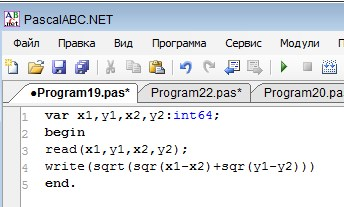 PascalABC.NET
Файл Правка Вид Программа Сервис Модули
●Program19.pas* Program22.pas* Program20.pa
1 var x1,y1,x2,y2:int64;
2 begin
3 read(x1,y1,x2,y2);
4 write(sqrt(sqr(x1-x2)+sqr(y1-y2)))
5 end.